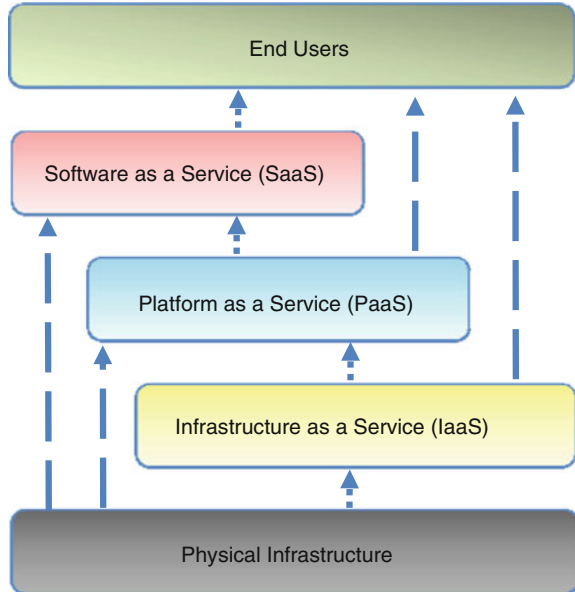 End Users
Software as a Service (SaaS)
Platform as a Service (PaaS)
Infrastructure as a Service (IaaS)
Physical Infrastructure